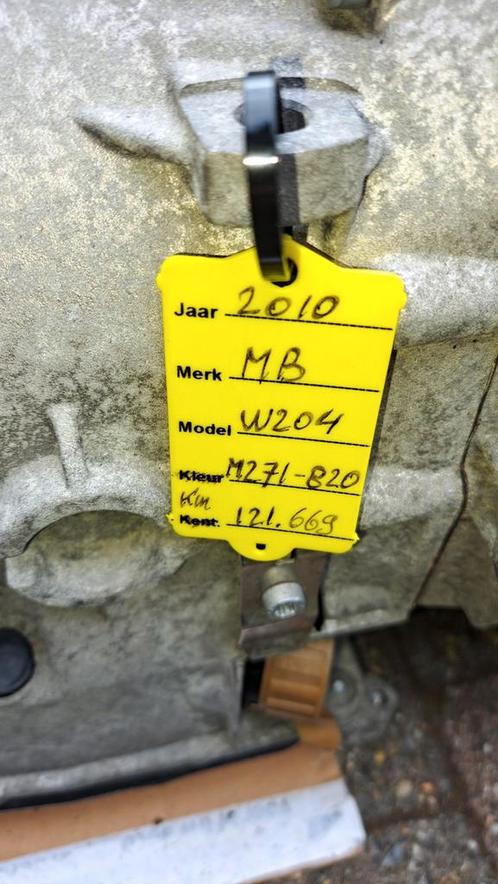 Jaar 2010
Merk MB
Model W204
Kleur M271-820
Km
Kent. 121.669